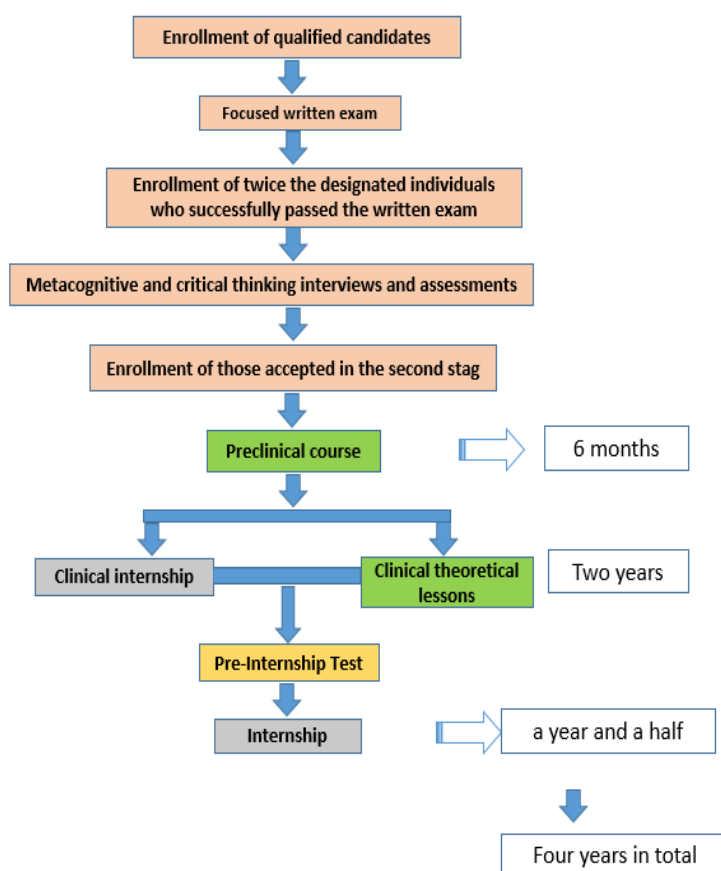 Enrollment of qualified candidates
Focused written exam
Enrollment of twice the designated individuals
who successfully passed the written exam
Metacognitive and critical thinking interviews and assessments
Enrollment of those accepted in the second stag
Preclinical course
6 months
Clinical internship
Clinical theoretical
lessons
Two years
Pre-Internship Test
Internship
a year and a half
Four years in total